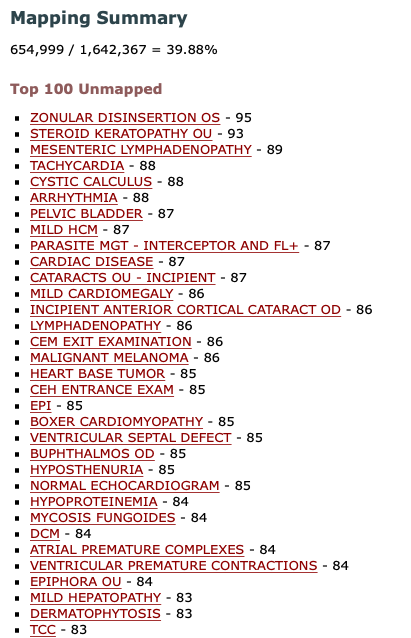 Mapping Summary
654,999 / 1,642,367 = 39.88%
Top 100 Unmapped
ZONULAR DISINSERTION OS - 95
STEROID KERATOPATHY OU - 93
MESENTERIC LYMPHADENOPATHY - 89
TACHYCARDIA - 88
CYSTIC CALCULUS - 88
ARRHYTHMIA - 88
PELVIC BLADDER - 87
MILD HCM - 87
PARASITE MGT - INTERCEPTOR AND FL+ - 87
CARDIAC DISEASE - 87
CATARACTS OU - INCIPIENT - 87
MILD CARDIOMEGALY - 86
INCIPIENT ANTERIOR CORTICAL CATARACT OD - 86
LYMPHADENOPATHY - 86
CEM EXIT EXAMINATION - 86
MALIGNANT MELANOMA - 86
HEART BASE TUMOR - 85
CEH ENTRANCE EXAM - 85
EPI - 85
BOXER CARDIOMYOPATHY - 85
VENTRICULAR SEPTAL DEFECT - 85
BUPHTHALMOS OD - 85
HYPOSTHENURIA - 85
NORMAL ECHOCARDIOGRAM - 85
HYPOPROTEINEMIA - 84
MYCOSIS FUNGOIDES - 84
DCM - 84
ATRIAL PREMATURE COMPLEXES - 84
VENTRICULAR PREMATURE CONTRACTIONS - 84
EPIPHORA OU - 84
MILD HEPATOPATHY - 83
DERMATOPHYTOSIS - 83
TCC - 83